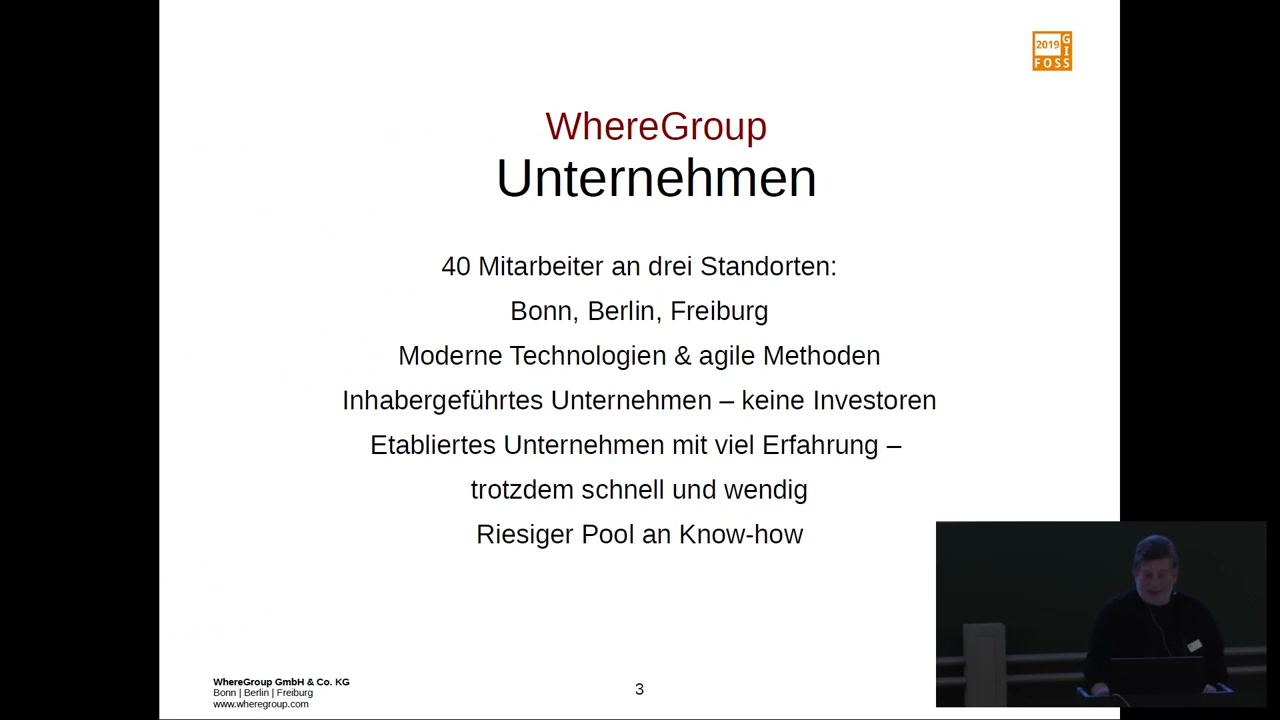 2019
G
I
FOSS
WhereGroup
Unternehmen
40 Mitarbeiter an drei Standorten:
Bonn, Berlin, Freiburg
Moderne Technologien & agile Methoden
Inhabergeführtes Unternehmen – keine Investoren
Etabliertes Unternehmen mit viel Erfahrung –
trotzdem schnell und wendig
Riesiger Pool an Know-how
WhereGroup GmbH & Co. KG
Bonn | Berlin | Freiburg
www.wheregroup.com
3